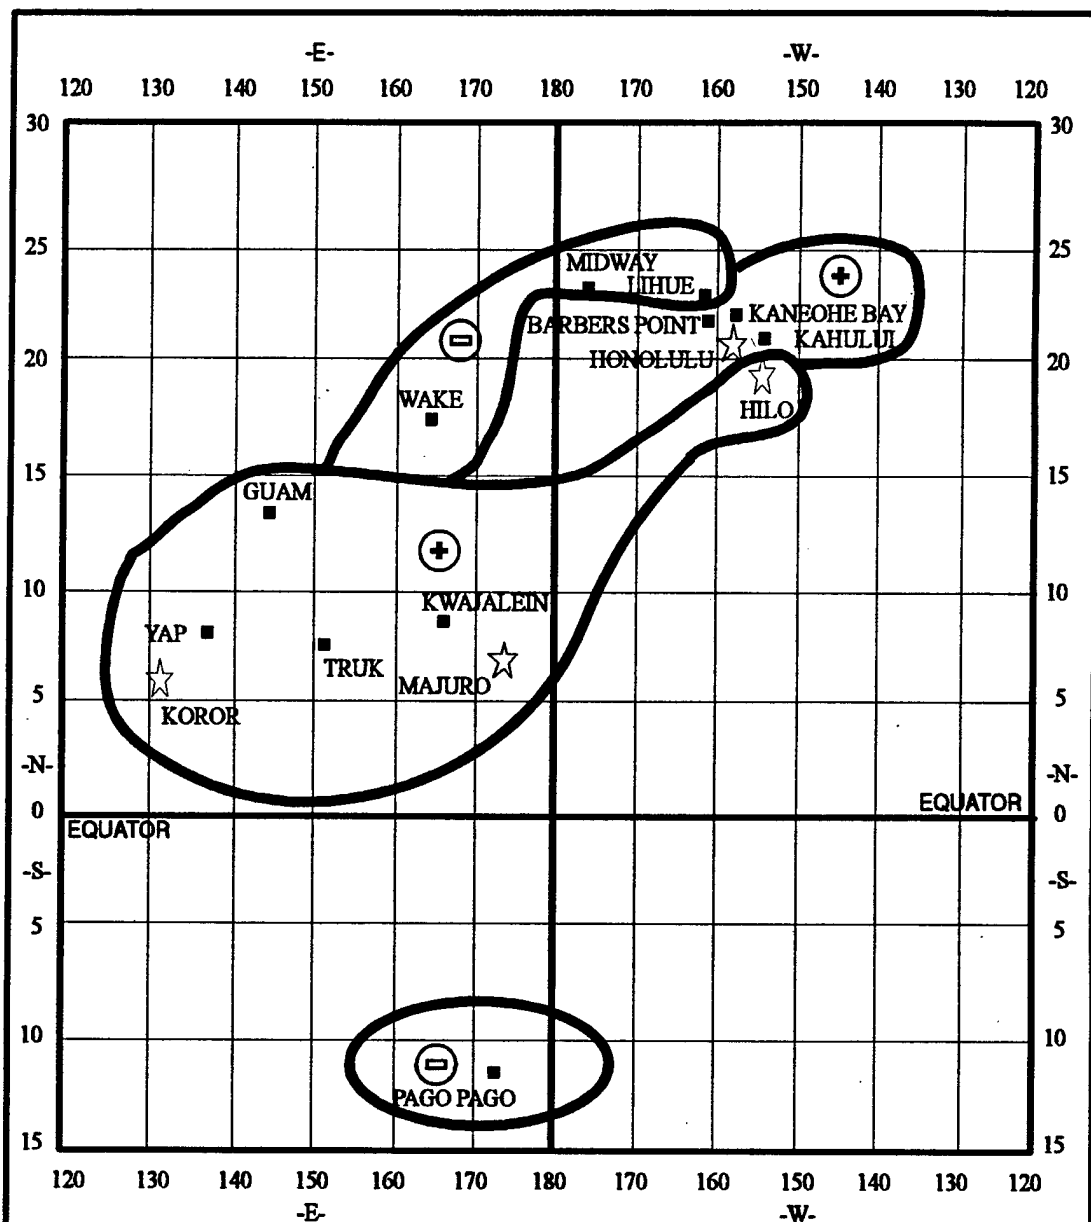 -E- -W-
120 130 140 150 160 170 180 170 160 150 140 120
30 30
25 25
MIDWAY
LIHUE
KANEOHE BAY
BARBERS POINT
KAHULUI
HONOLULU
20 20
WAKE
HILO
15 15
GUAM
10 10
KWAJALEIN
YAP
TRUK
MAJURO
5 5
KOROR
-N- -N-
0 EQUATOR 0
EQUATOR
-S- -S-
5 5
10 10
PAGO PAGO
15 15
120 130 140 150 160 170 180 170 160 150 140 130 120
-E- -W-